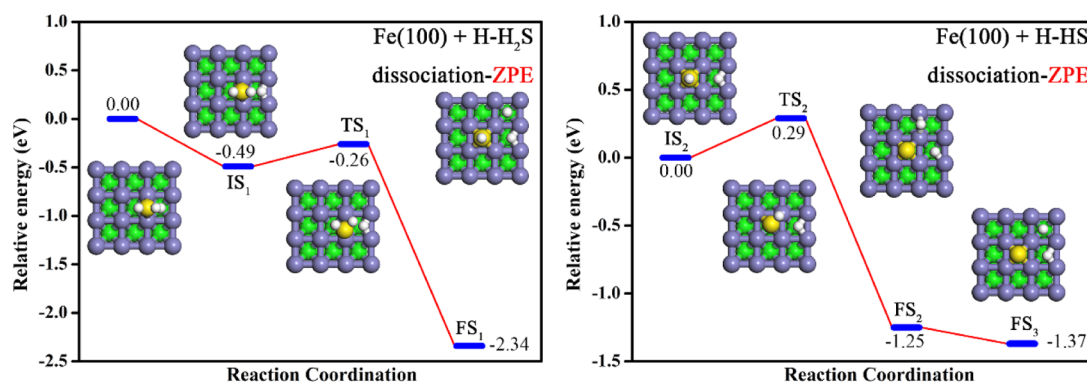 Relative energy (eV)
1.0
0.5
0.0
-0.5
-1.0
-1.5
-2.0
-2.5
Fe(100) + H-H₂S
dissociation-ZPE
0.00
-0.49
IS₁
TS₁
-0.26
FS₁
-2.34
Reaction Coordination
Relative energy (eV)
1.0
0.5
0.0
-0.5
-1.0
-1.5
Fe(100) + H-HS
dissociation-ZPE
IS₂
0.00
TS₂
0.29
FS₂
-1.25
FS₃
-1.37
Reaction Coordination